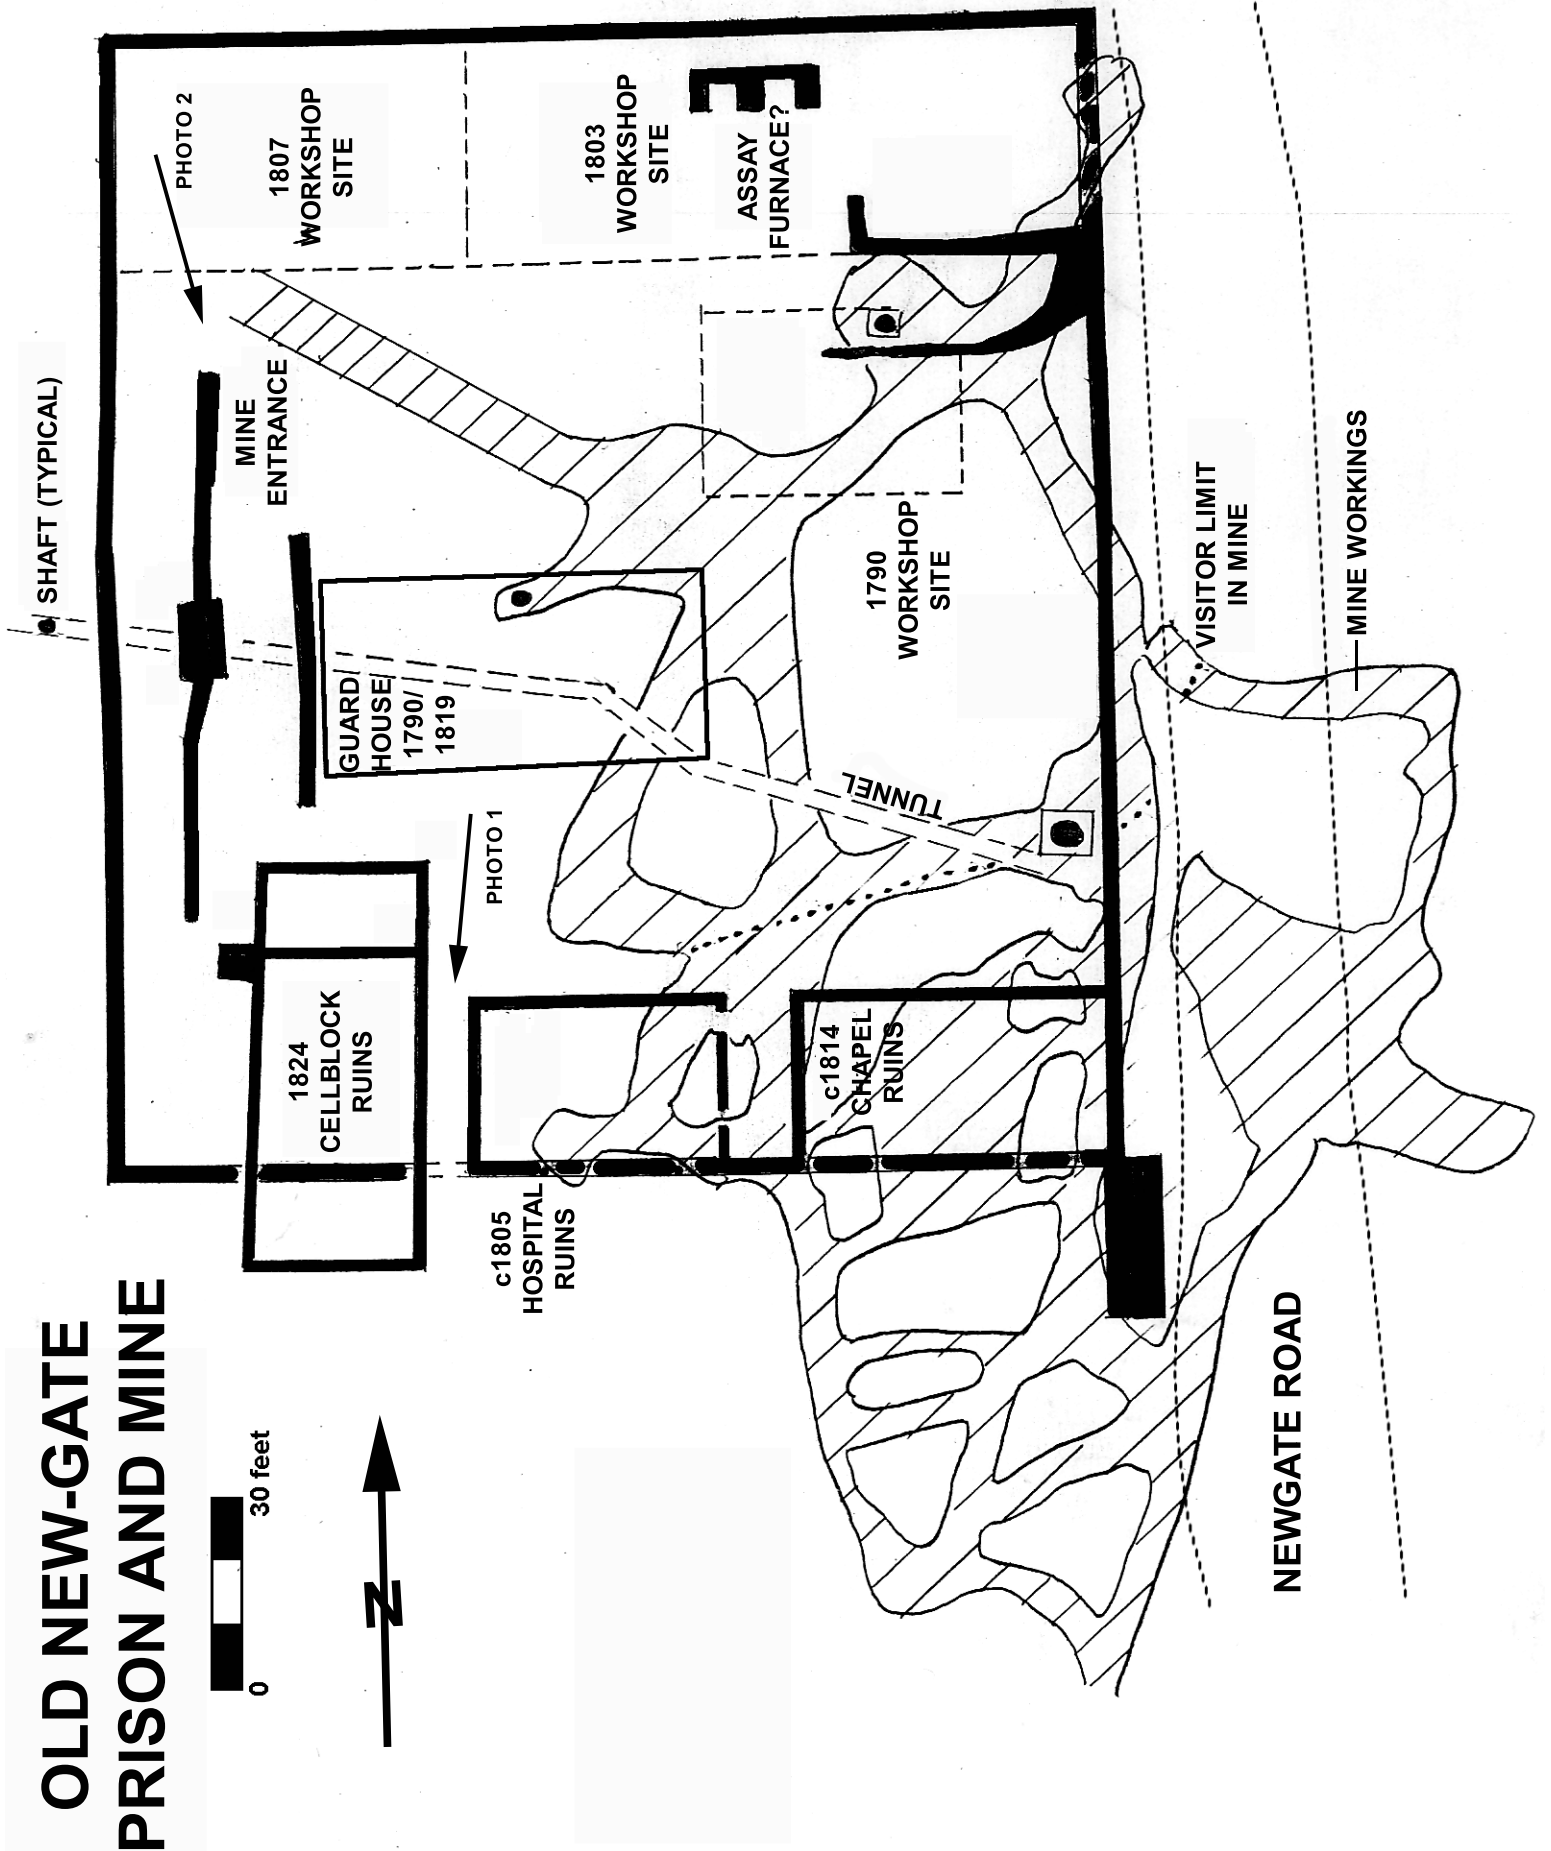 OLD NEW-GATE
PRISON AND MINE
0
30 feet
N
SHAFT (TYPICAL)
PHOTO 2
1807
WORKSHOP
SITE
1803
WORKSHOP
SITE
ASSAY
FURNACE?
MINE
ENTRANCE
GUARD
HOUSE
1790/
1819
PHOTO 1
1790
WORKSHOP
SITE
TUNNEL
1824
CELLBLOCK
RUINS
c1805
HOSPITAL
RUINS
c1814
CHAPEL
RUINS
VISITOR LIMIT
IN MINE
MINE WORKINGS
NEWGATE ROAD